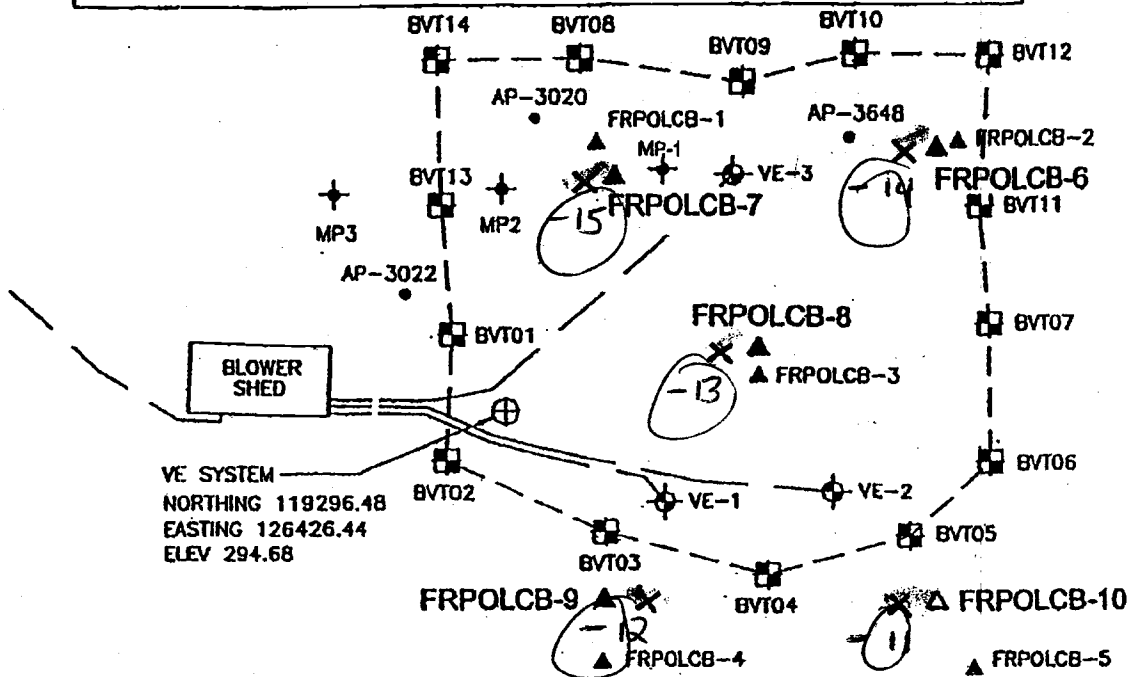 BVT14
BVT08
BVT09
BVT10
BVT12
AP-3020
FRPOLCB-1
MP-1
AP-3648
FRPOLCB-2
BVT13
VE-3
FRPOLCB-6
-14
MP3
MP2
-15
FRPOLCB-7
BVT11
AP-3022
BVT01
FRPOLCB-8
BVT07
BLOWER
SHED
-13
FRPOLCB-3
VE SYSTEM
NORTHING 119296.48
EASTING 126426.44
ELEV 294.68
BVT02
VE-1
VE-2
BVT06
BVT03
BVT05
FRPOLCB-9
BVT04
FRPOLCB-10
-12
-11
FRPOLCB-4
FRPOLCB-5